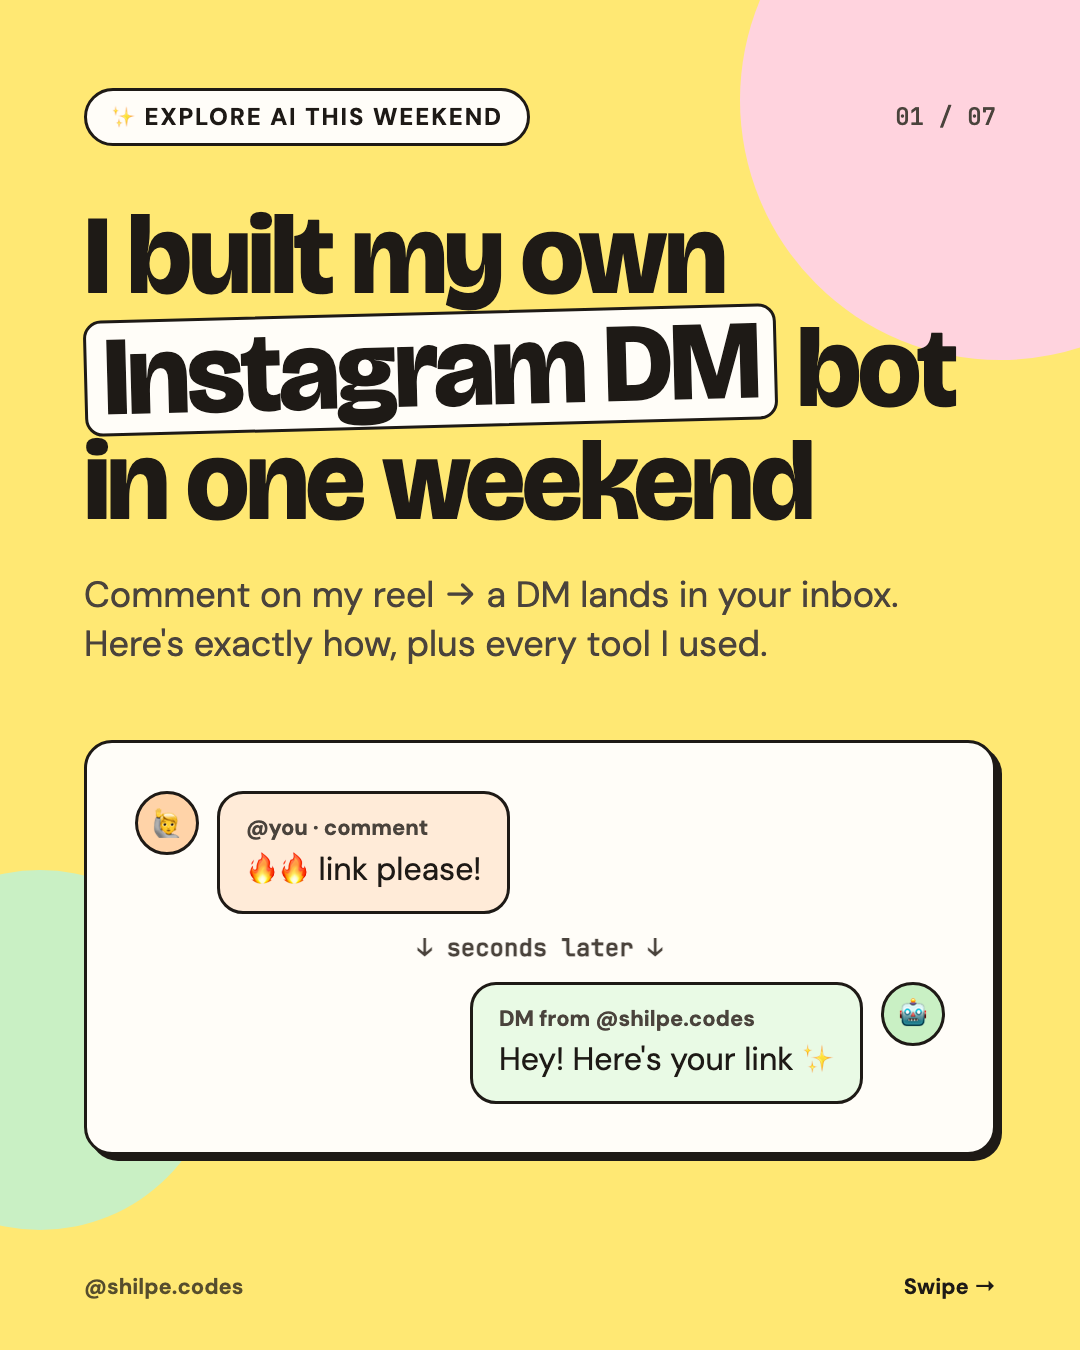 ✨ EXPLORE AI THIS WEEKEND
01 / 07
I built my own
Instagram DM bot
in one weekend
Comment on my reel → a DM lands in your inbox.
Here's exactly how, plus every tool I used.
@you · comment
🔥🔥 link please!
↓ seconds later ↓
DM from @shilpe.codes
Hey! Here's your link ✨
@shilpe.codes
Swipe →